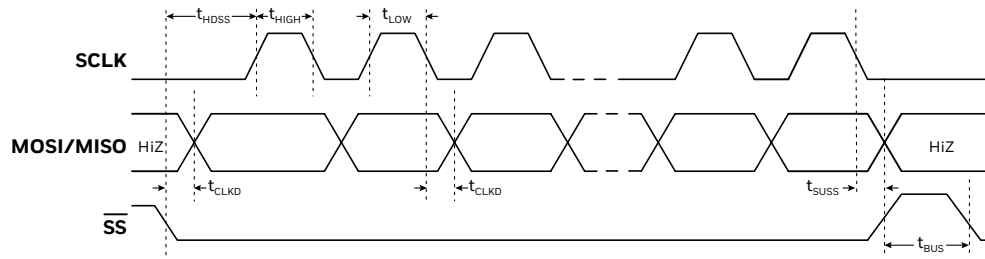 tHDSS tHIGH tLOW
SCLK
MOSI/MISO HiZ HiZ
tCLKD tCLKD tSUSS
SS
tBUS